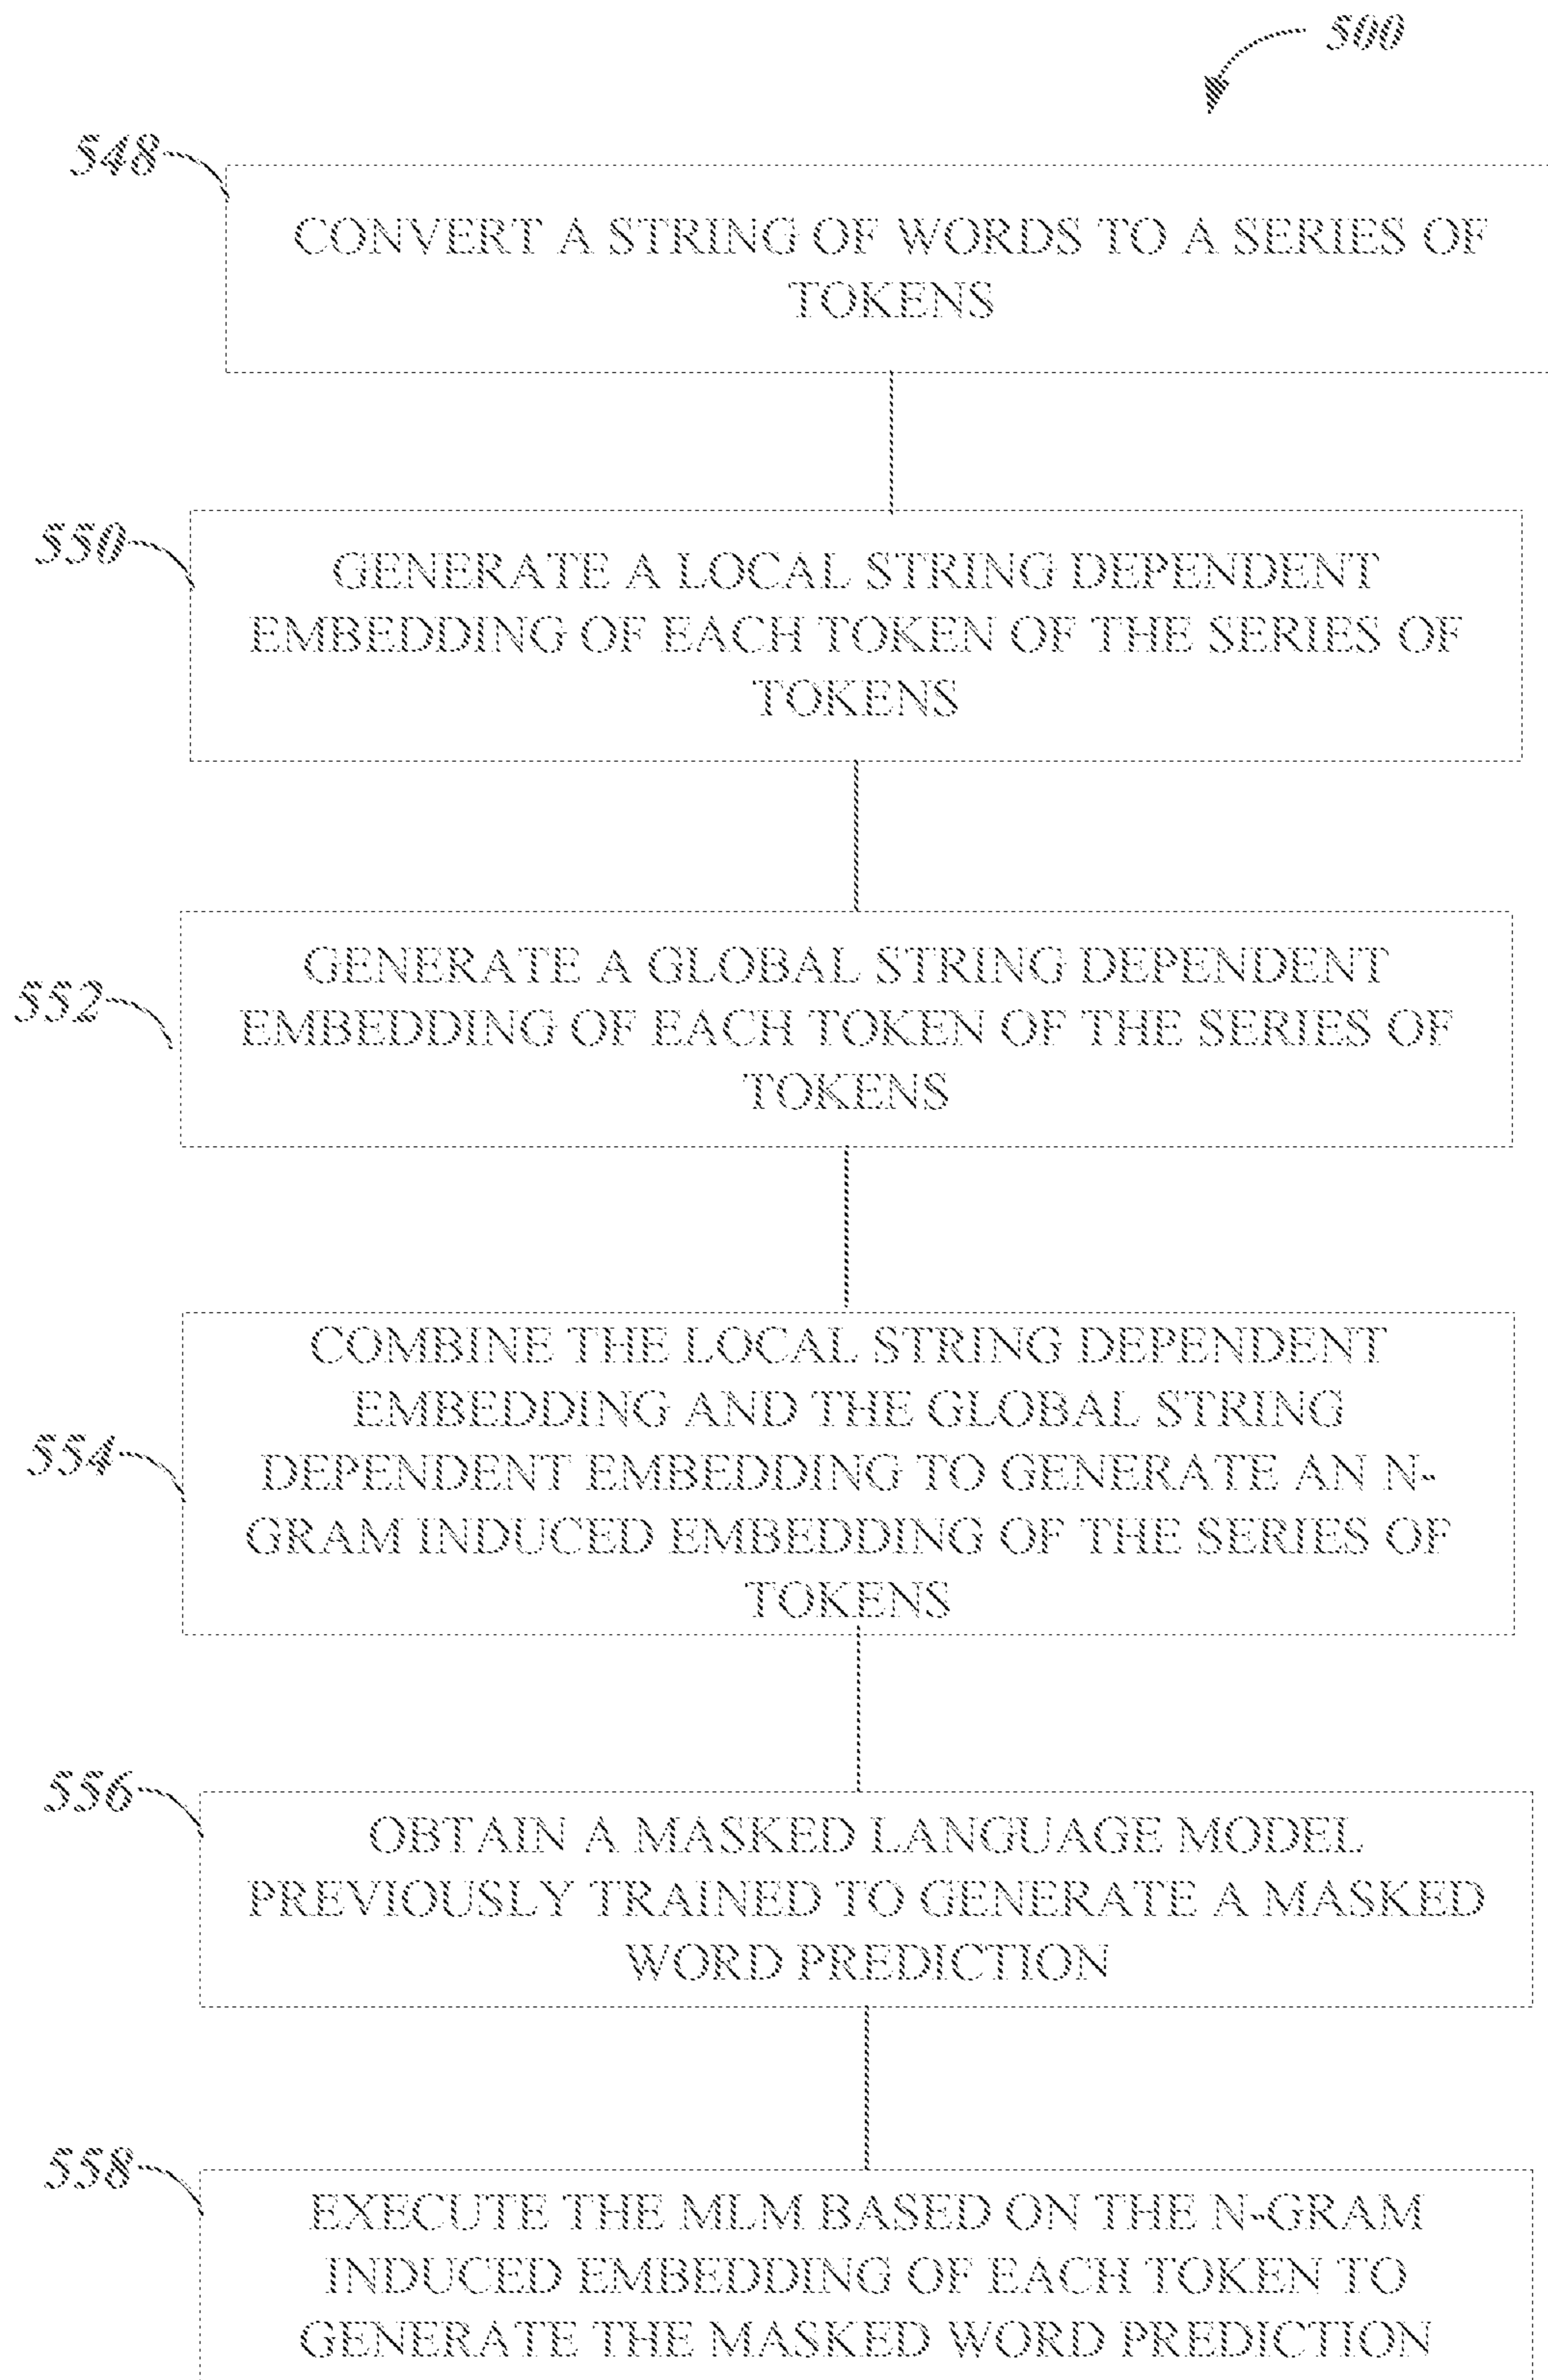 500
548
CONVERT A STRING OF WORDS TO A SERIES OF
TOKENS
550
GENERATE A LOCAL STRING DEPENDENT
EMBEDDING OF EACH TOKEN OF THE SERIES OF
TOKENS
552
GENERATE A GLOBAL STRING DEPENDENT
EMBEDDING OF EACH TOKEN OF THE SERIES OF
TOKENS
554
COMBINE THE LOCAL STRING DEPENDENT
EMBEDDING AND THE GLOBAL STRING
DEPENDENT EMBEDDING TO GENERATE AN N-
GRAM INDUCED EMBEDDING OF THE SERIES OF
TOKENS
556
OBTAIN A MASKED LANGUAGE MODEL
PREVIOUSLY TRAINED TO GENERATE A MASKED
WORD PREDICTION
558
EXECUTE THE MLM BASED ON THE N-GRAM
INDUCED EMBEDDING OF EACH TOKEN TO
GENERATE THE MASKED WORD PREDICTION